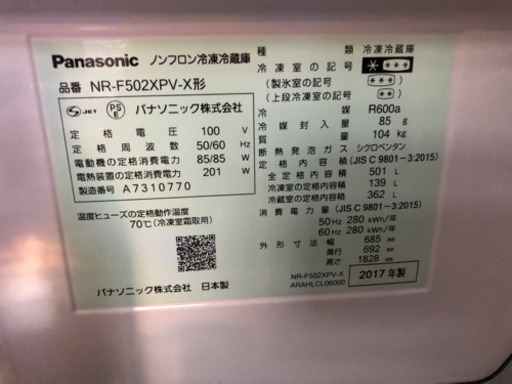 Panasonic ノンフロン冷凍冷蔵庫
品番 NR-F502XPV-X形
JET PSE パナソニック株式会社
定格電圧 100 V
定格周波数 50/60 Hz
電動機の定格消費電力 85/85 W
電熱装置の定格消費電力 201 W
製造番号 A7310770
温度ヒューズの定格動作温度
70℃(冷凍室霜取用)
パナソニック株式会社 日本製
種類 冷凍冷蔵庫
冷凍室の記号
(製氷室の記号)
(上段冷凍室の記号)
冷媒 R600a
冷媒封入量 85 g
質量 104 kg
断熱発泡ガス シクロペンタン
定格内容積 (JIS C 9801-3:2015)
501 L
冷凍室の定格内容積 139 L
冷蔵室の定格内容積 362 L
消費電力量 (JIS C 9801-3:2015)
50Hz 280 kWh/年
60Hz 280 kWh/年
外形寸法 幅 685 mm
奥行 692 mm
高さ 1828 mm
NR-F502XPV-X
ARAHLCL06000
2017年製